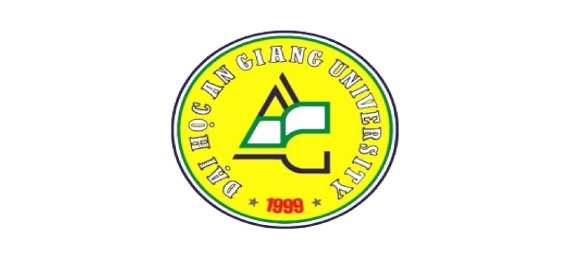 ĐẠI HỌC AN GIANG UNIVERSITY
1999